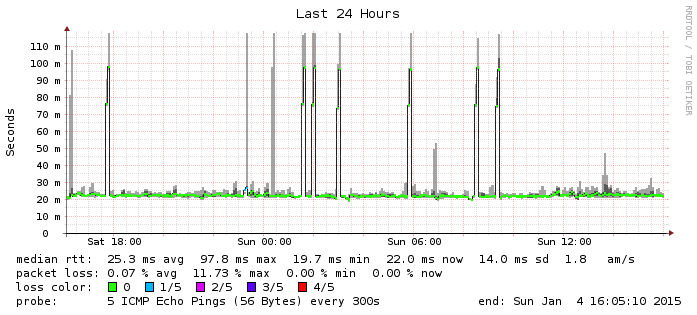 Last 24 Hours
RRDTOOL / TOBI OETIKER
Seconds
110 m
100 m
90 m
80 m
70 m
60 m
50 m
40 m
30 m
20 m
10 m
0
Sat 18:00 Sun 00:00 Sun 06:00 Sun 12:00
median rtt: 25.3 ms avg 97.8 ms max 19.7 ms min 22.0 ms now 14.0 ms sd 1.8 am/s
packet loss: 0.07 % avg 11.73 % max 0.00 % min 0.00 % now
loss color: 0 1/5 2/5 3/5 4/5
probe: 5 ICMP Echo Pings (56 Bytes) every 300s end: Sun Jan 4 16:05:10 2015